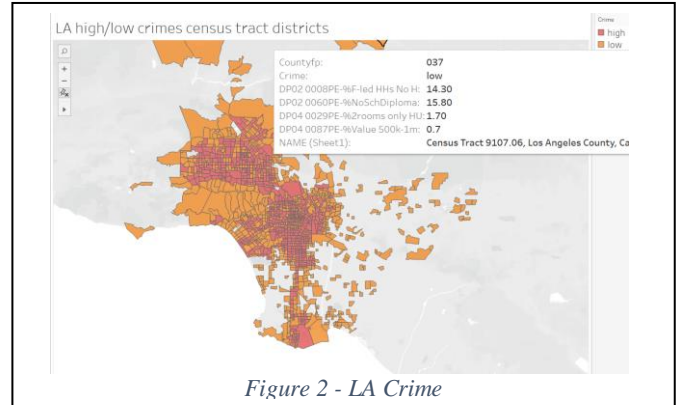 LA high/low crimes census tract districts
Crime
high
low
Countyfp: 037
Crime: low
DP02 0008PE-%F-led HHs No H: 14.30
DP02 0060PE-%NoSchDiploma: 15.80
DP04 0029PE-%2rooms only HU: 1.70
DP04 0087PE-%Value 500k-1m: 0.7
NAME (Sheet1): Census Tract 9107.06, Los Angeles County, Ca
Figure 2 - LA Crime